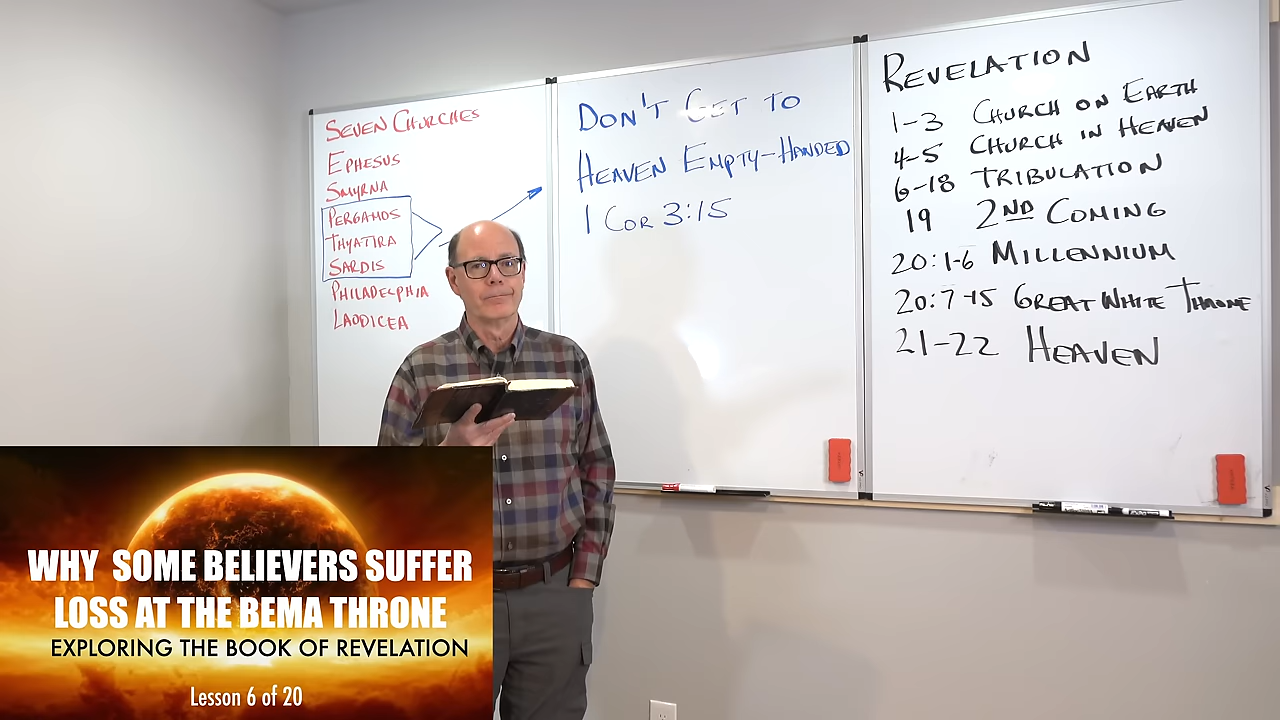 SEVEN CHURCHES
EPHESUS
SMYRNA
PERGAMOS
THYATIRA
SARDIS
PHILADELPHIA
LAODICEA
DON'T GET TO
HEAVEN EMPTY-HANDED
1 COR 3:15
REVELATION
1-3 CHURCH ON EARTH
4-5 CHURCH IN HEAVEN
6-18 TRIBULATION
19 2ND COMING
20:1-6 MILLENNIUM
20:7-15 GREAT WHITE THRONE
21-22 HEAVEN
WHY SOME BELIEVERS SUFFER
LOSS AT THE BEMA THRONE
EXPLORING THE BOOK OF REVELATION
Lesson 6 of 20